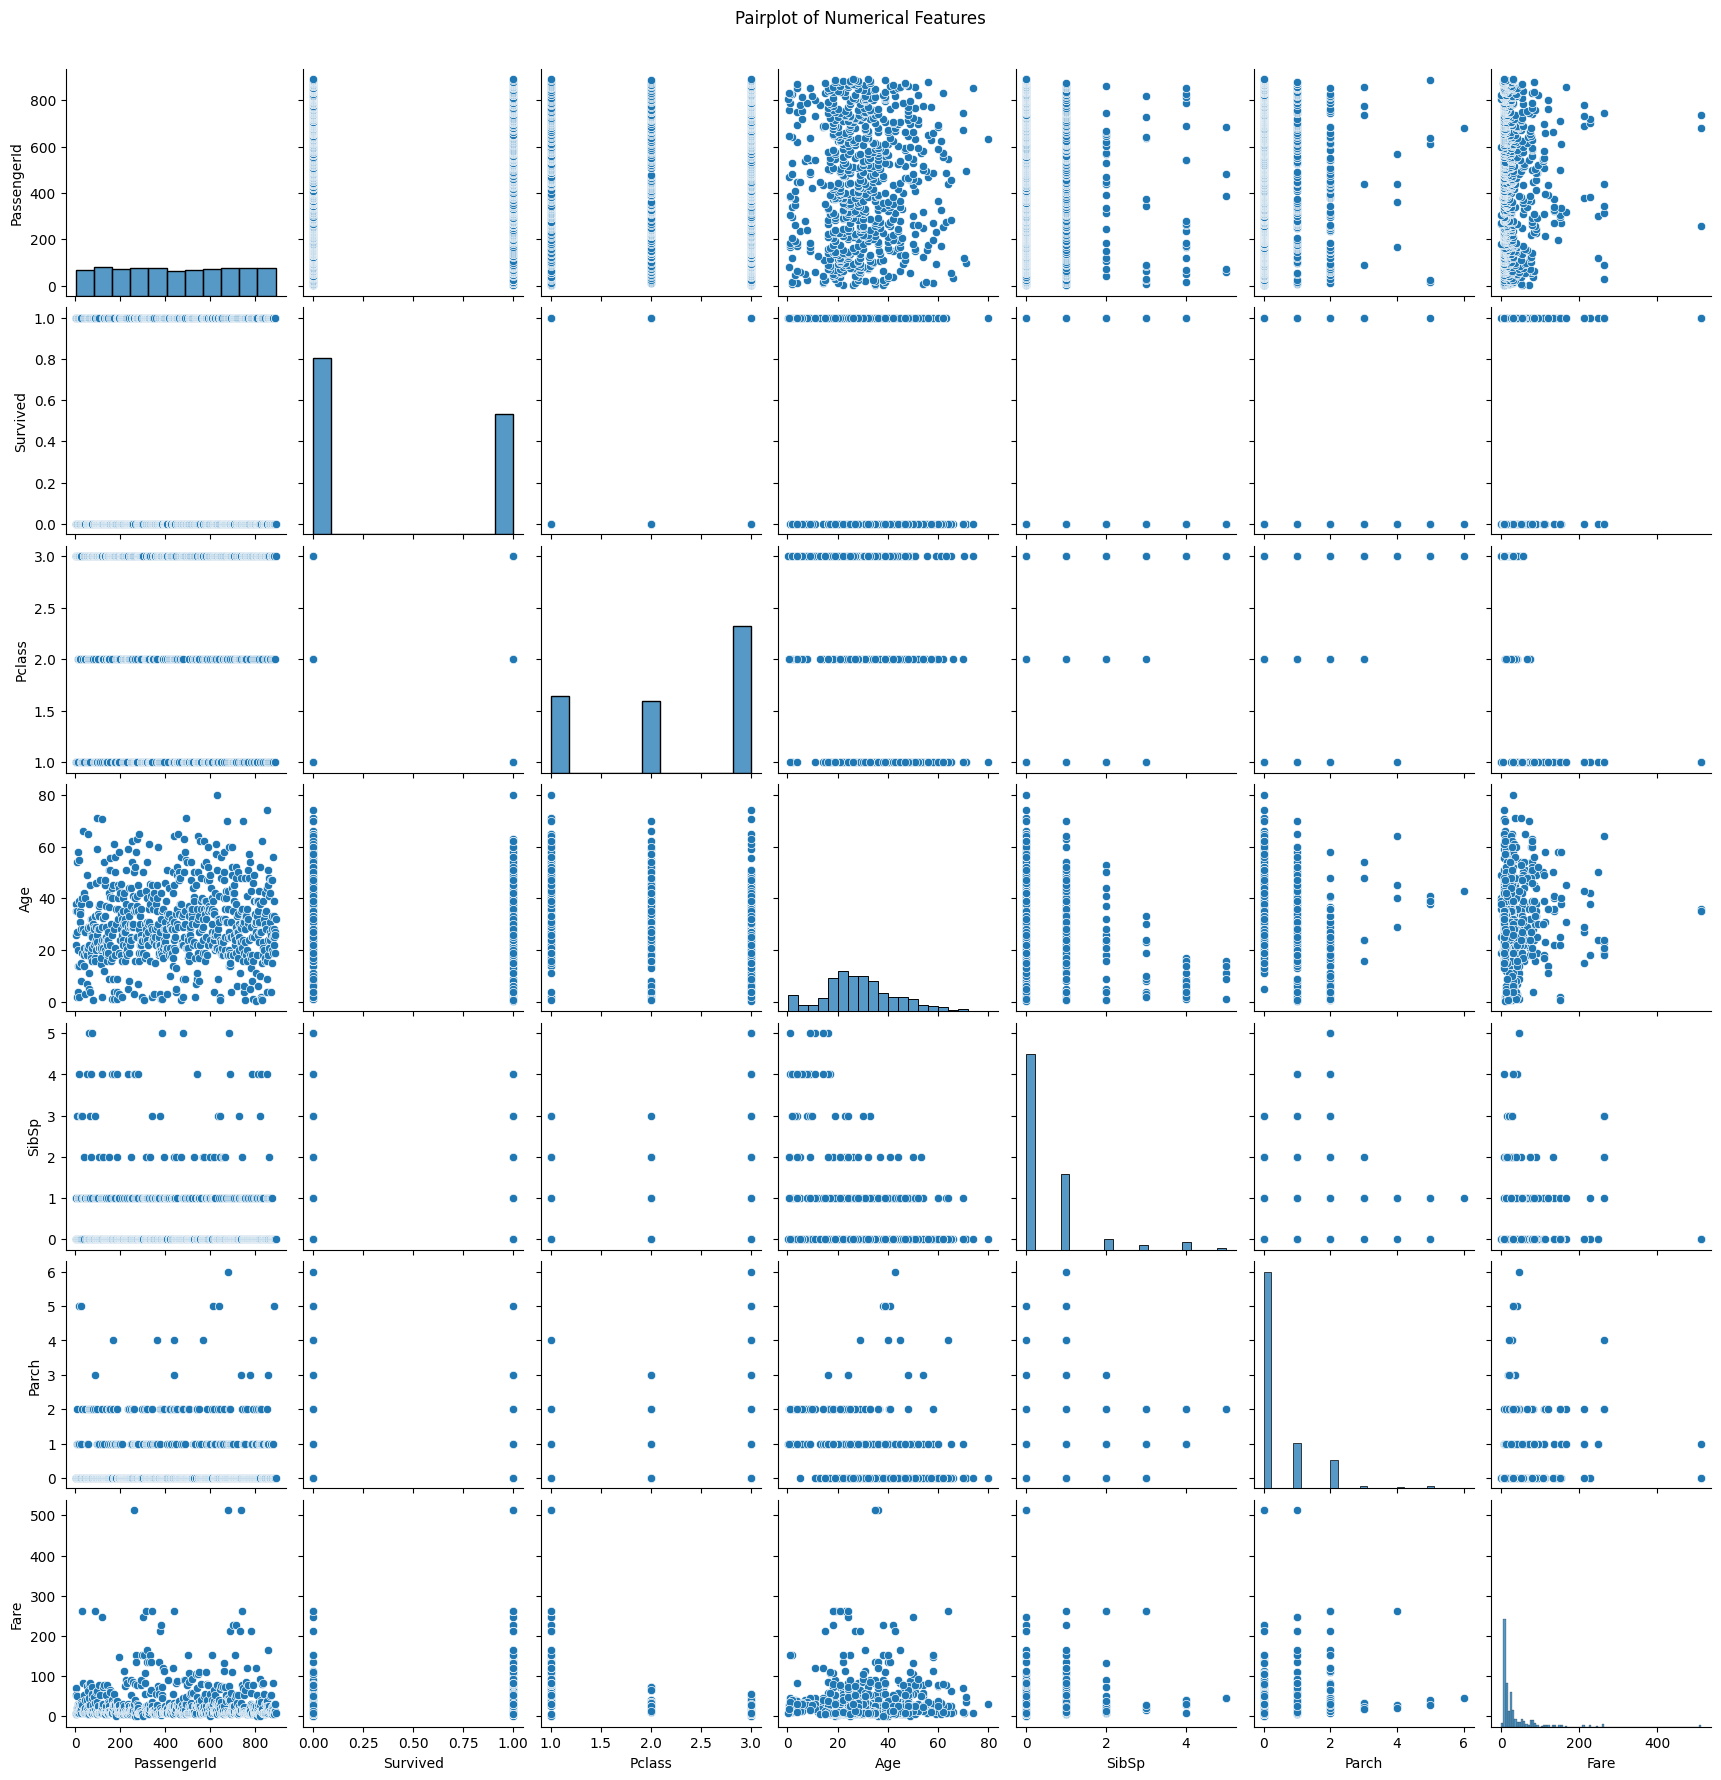 Pairplot of Numerical Features
800
600
400
200
0
PassengerId
1.0
0.8
0.6
0.4
0.2
0.0
Survived
3.0
2.5
2.0
1.5
1.0
Pclass
80
60
40
20
0
Age
5
4
3
2
1
0
SibSp
6
5
4
3
2
1
0
Parch
500
400
300
200
100
0
Fare
0 200 400 600 800
0.00 0.25 0.50 0.75 1.00
1.0 1.5 2.0 2.5 3.0
0 20 40 60 80
0 2 4
0 2 4 6
0 200 400
PassengerId
Survived
Pclass
Age
SibSp
Parch
Fare